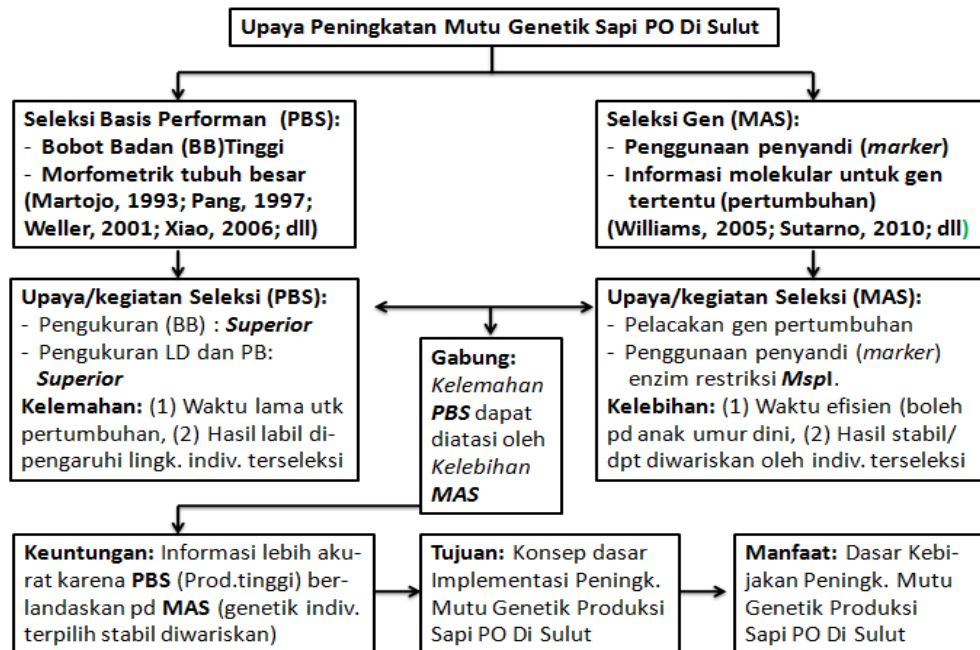 Upaya Peningkatan Mutu Genetik Sapi PO Di Sulut
Seleksi Basis Performan (PBS):
- Bobot Badan (BB)Tinggi
- Morfometrik tubuh besar
(Martojo, 1993; Pang, 1997;
Weller, 2001; Xiao, 2006; dll)
Seleksi Gen (MAS):
- Penggunaan penyandi (marker)
- Informasi molekular untuk gen
tertentu (pertumbuhan)
(Williams, 2005; Sutarno, 2010; dll)
Upaya/kegiatan Seleksi (PBS):
- Pengukuran (BB) : Superior
- Pengukuran LD dan PB:
Superior
Kelemahan: (1) Waktu lama utk
pertumbuhan, (2) Hasil labil di-
pengaruhi lingk. indiv. terseleksi
Gabung:
Kelemahan
PBS dapat
diatasi oleh
Kelebihan
MAS
Upaya/kegiatan Seleksi (MAS):
- Pelacakan gen pertumbuhan
- Penggunaan penyandi (marker)
enzim restriksi MspI.
Kelebihan: (1) Waktu efisien (boleh
pd anak umur dini, (2) Hasil stabil/
dpt diwariskan oleh indiv. terseleksi
Keuntungan: Informasi lebih aku-
rat karena PBS (Prod.tinggi) ber-
landaskan pd MAS (genetik indiv.
terpilih stabil diwariskan)
Tujuan: Konsep dasar
Implementasi Peningk.
Mutu Genetik Produksi
Sapi PO Di Sulut
Manfaat: Dasar Kebi-
jakan Peningk. Mutu
Genetik Produksi
Sapi PO Di Sulut